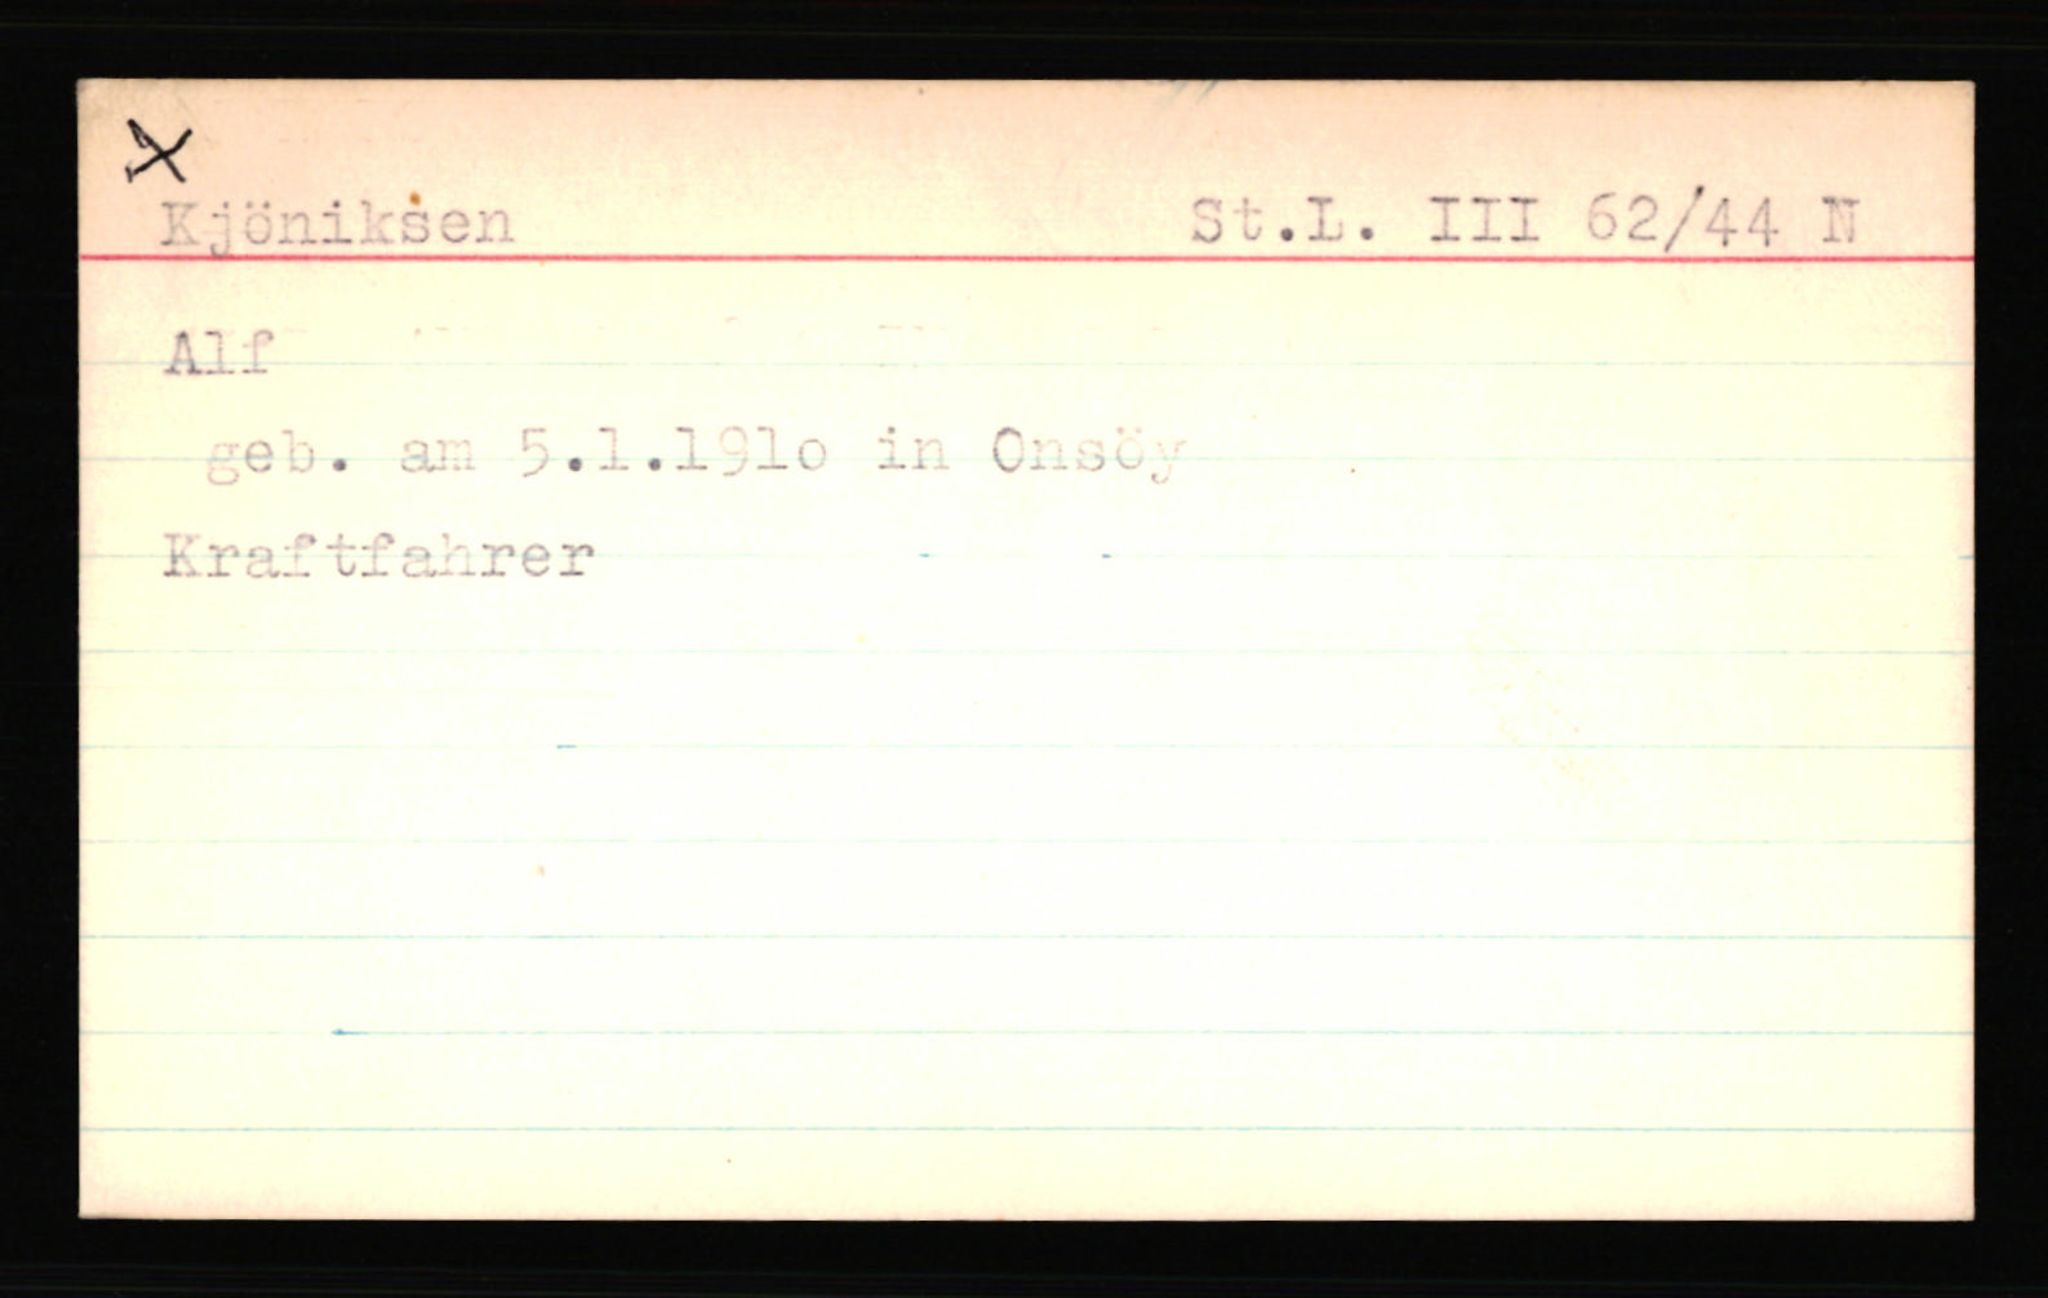 x
Kjöniksen St.L. III 62/44 N
Alf
geb. am 5.1.191o in Onsöy
Kraftfahrer